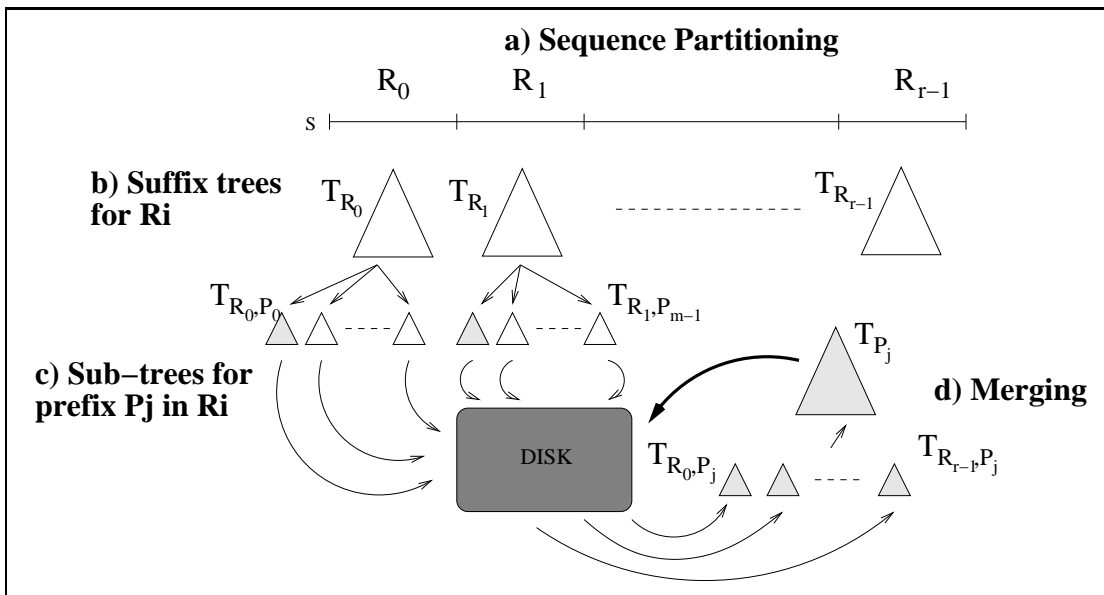 a) Sequence Partitioning
R0 R1 Rr−1
s
b) Suffix trees
for Ri
TR0 TR1 TRr−1
TR0,P0 TR1,Pm−1
c) Sub−trees for
prefix Pj in Ri
TPj
d) Merging
DISK
TR0,Pj TRr−1,Pj